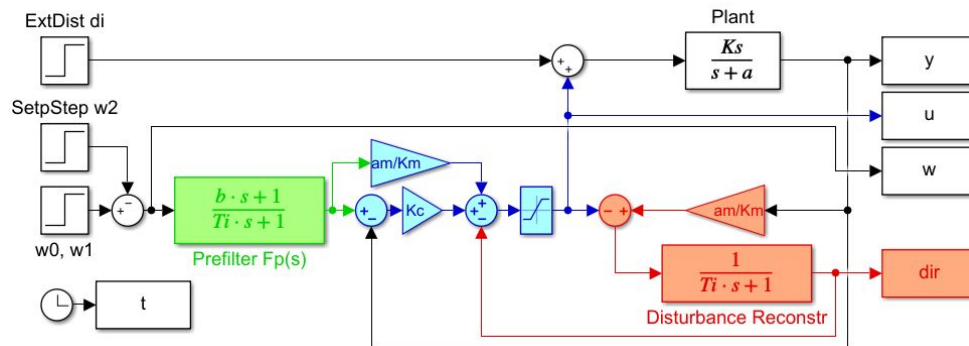 ExtDist di
Plant
Ks
s + a
y
u
w
SetpStep w2
am/Km
b · s + 1
Ti · s + 1
Kc
am/Km
w0, w1
Prefilter Fp(s)
1
Ti · s + 1
dir
t
Disturbance Reconstr